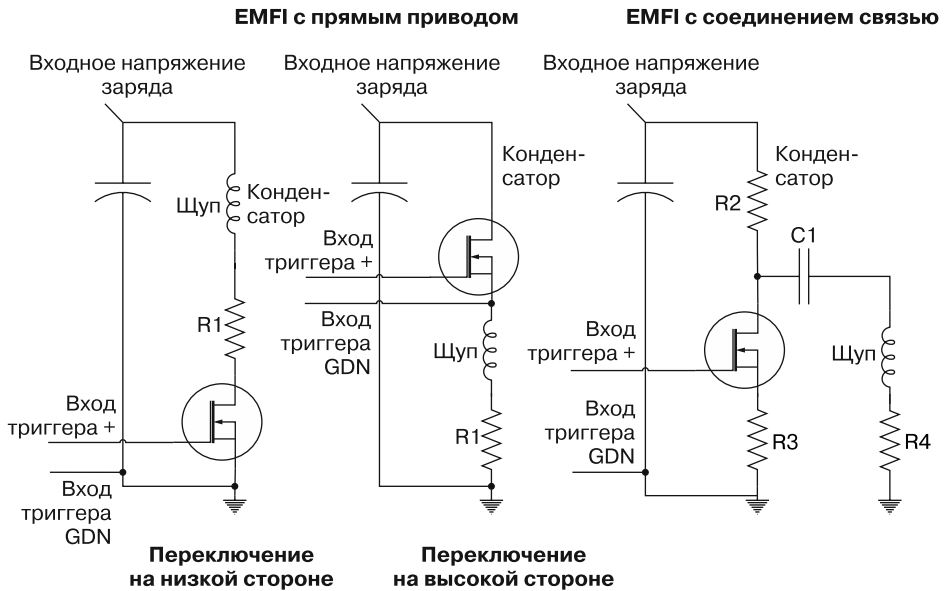 EMFI с прямым приводом
EMFI с соединением связью
Входное напряжение
заряда
Щуп
Конден-
сатор
R1
Вход
триггера +
Вход
триггера
GDN
Переключение
на низкой стороне
Входное напряжение
заряда
Конден-
сатор
Вход
триггера +
Вход
триггера
GDN
Щуп
R1
Переключение
на высокой стороне
Входное напряжение
заряда
Конден-
сатор
R2
C1
Вход
триггера +
Щуп
Вход
триггера
GDN
R3
R4